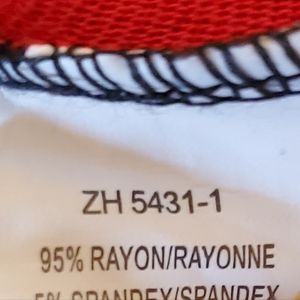 ZH 5431-1
95% RAYON/RAYONNE
5% SPANDEX/SPANDEX